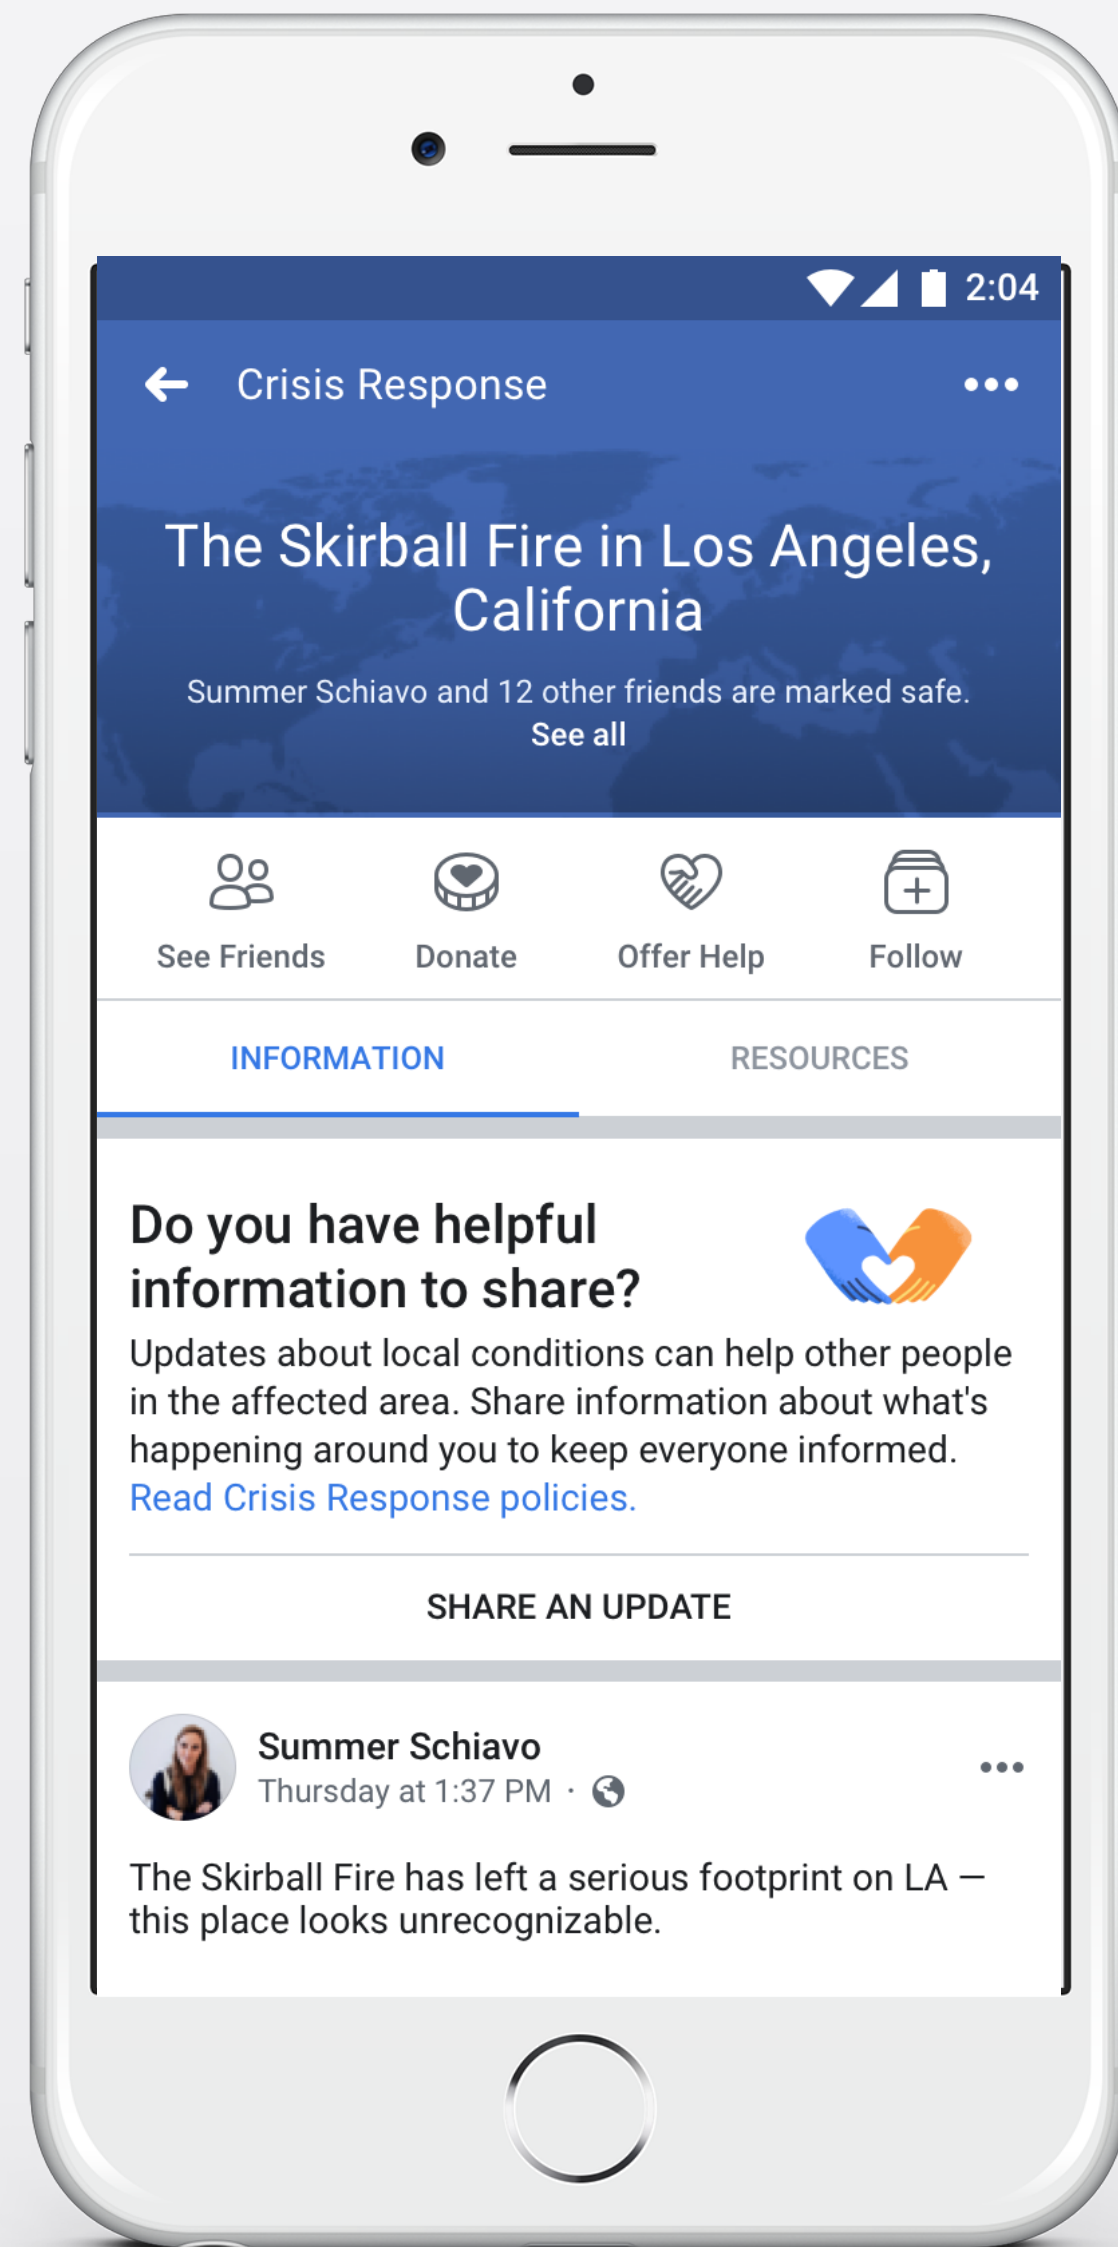 2:04
Crisis Response
The Skirball Fire in Los Angeles,
California
Summer Schiavo and 12 other friends are marked safe.
See all
See Friends
Donate
Offer Help
Follow
INFORMATION
RESOURCES
Do you have helpful
information to share?
Updates about local conditions can help other people
in the affected area. Share information about what's
happening around you to keep everyone informed.
Read Crisis Response policies.
SHARE AN UPDATE
Summer Schiavo
Thursday at 1:37 PM ·
The Skirball Fire has left a serious footprint on LA —
this place looks unrecognizable.